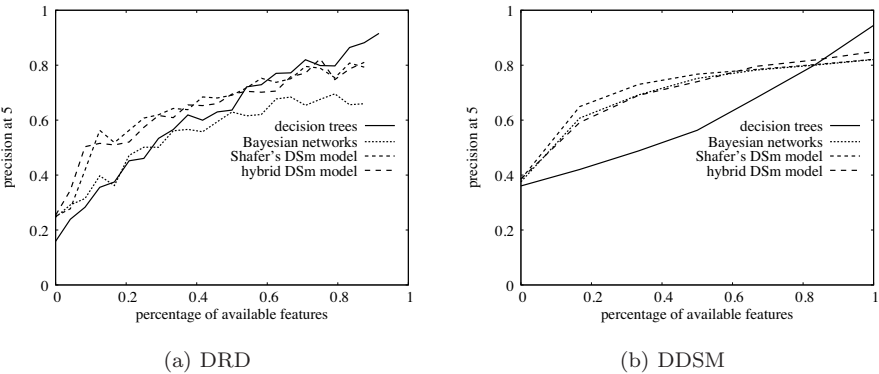 1
0.8
0.6
0.4
0.2
0
precision at 5
decision trees
Bayesian networks
Shafer's DSm model
hybrid DSm model
0 0.2 0.4 0.6 0.8 1
percentage of available features
(a) DRD
1
0.8
0.6
0.4
0.2
0
precision at 5
decision trees
Bayesian networks
Shafer's DSm model
hybrid DSm model
0 0.2 0.4 0.6 0.8 1
percentage of available features
(b) DDSM